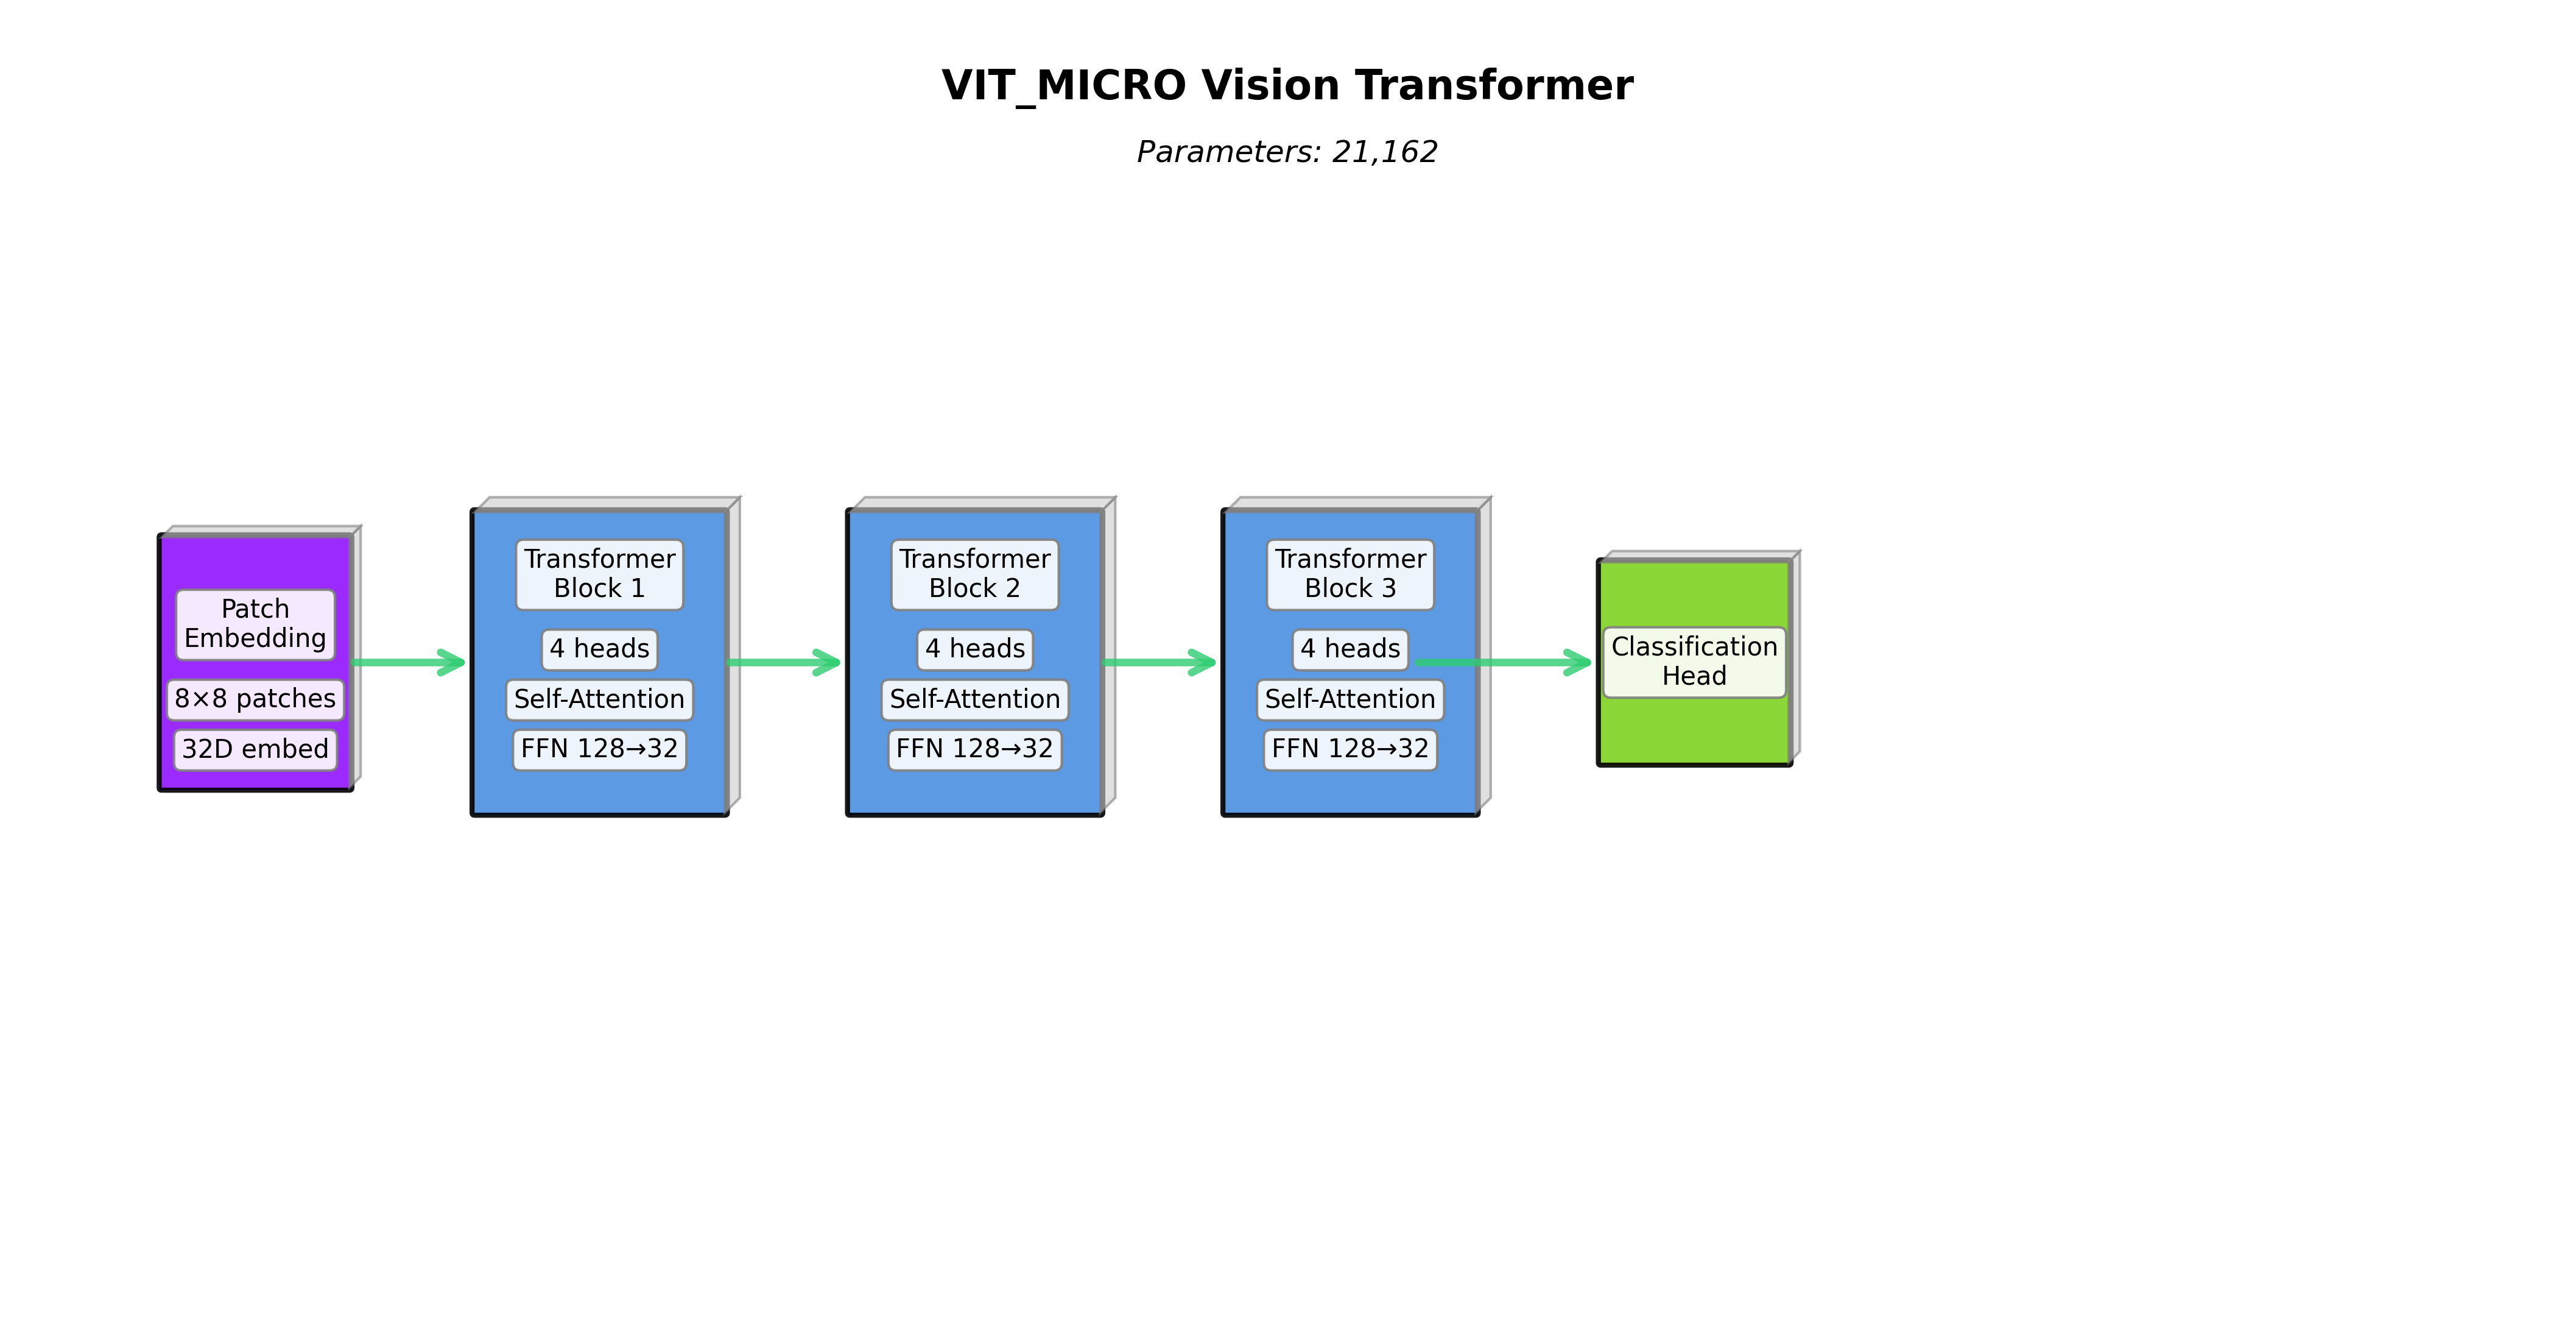 VIT_MICRO Vision Transformer
Parameters: 21,162
Patch
Embedding
8×8 patches
32D embed
Transformer
Block 1
4 heads
Self-Attention
FFN 128→32
Transformer
Block 2
4 heads
Self-Attention
FFN 128→32
Transformer
Block 3
4 heads
Self-Attention
FFN 128→32
Classification
Head